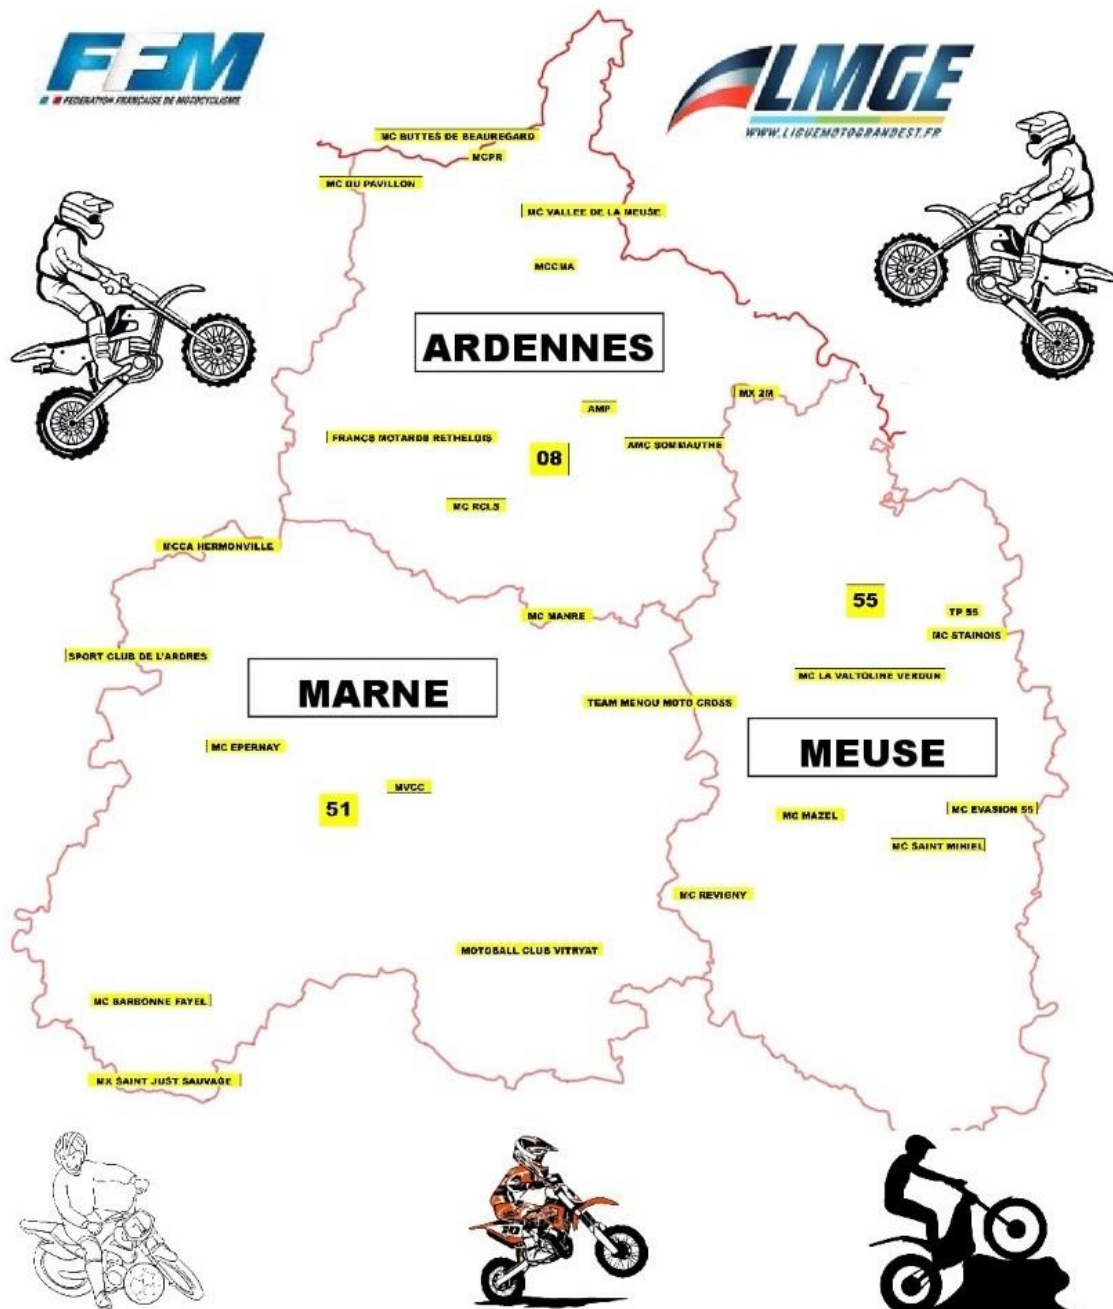 FFM
FEDERATION FRANÇAISE DE MOTOCYCLISME
LMGE
WWW.LIGUEMOTOGRANDEST.FR
MC BUTTES DE BEAUREGARD
MCPR
MC DU PAVILLON
MC VALLEE DE LA MEUSE
MCCMA
ARDENNES
MX 2M
AMP
FRANCS MOTARDS RETHELOIS
AMC SOMMAUTHE
08
MC RCLS
MCCA HERMONVILLE
55
TP 55
MC MANRE
MC STAINOIS
SPORT CLUB DE L'ARDRES
MC LA VALTOLINE VERDUN
MARNE
TEAM MENOU MOTO CROSS
MC EPERNAY
MEUSE
MVCC
51
MC EVASION 55
MC MAZEL
MC SAINT MIHIEL
MC REVIGNY
MOTOBALL CLUB VITRYAT
MC BARBONNE FAYEL
MX SAINT JUST SAUVAGE